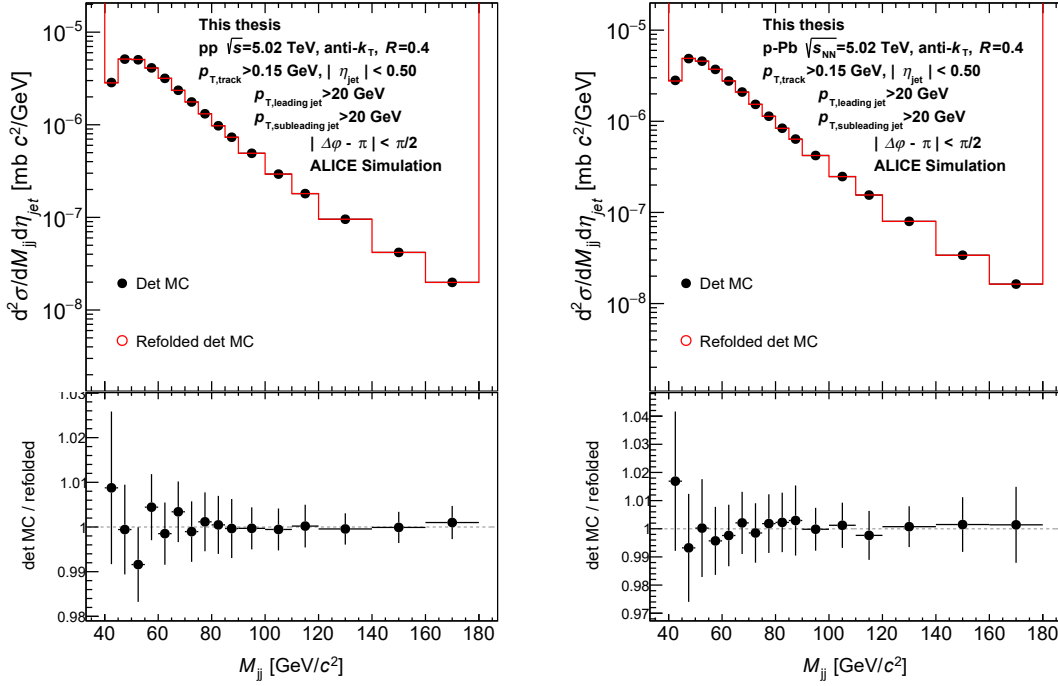 This thesis
pp √s=5.02 TeV, anti-kT, R=0.4
pT,track>0.15 GeV, | ηjet | < 0.50
pT,leading jet>20 GeV
pT,subleading jet>20 GeV
| Δφ - π | < π/2
ALICE Simulation
d²σ/dMjjdηjet [mb c²/GeV]
10⁻⁵
10⁻⁶
10⁻⁷
10⁻⁸
Det MC
Refolded det MC
det MC / refolded
1.03
1.02
1.01
1
0.99
0.98
40 60 80 100 120 140 160 180
Mjj [GeV/c²]
This thesis
p-Pb √sNN=5.02 TeV, anti-kT, R=0.4
pT,track>0.15 GeV, | ηjet | < 0.50
pT,leading jet>20 GeV
pT,subleading jet>20 GeV
| Δφ - π | < π/2
ALICE Simulation
d²σ/dMjjdηjet [mb c²/GeV]
10⁻⁵
10⁻⁶
10⁻⁷
10⁻⁸
Det MC
Refolded det MC
det MC / refolded
1.04
1.03
1.02
1.01
1
0.99
0.98
0.97
40 60 80 100 120 140 160 180
Mjj [GeV/c²]